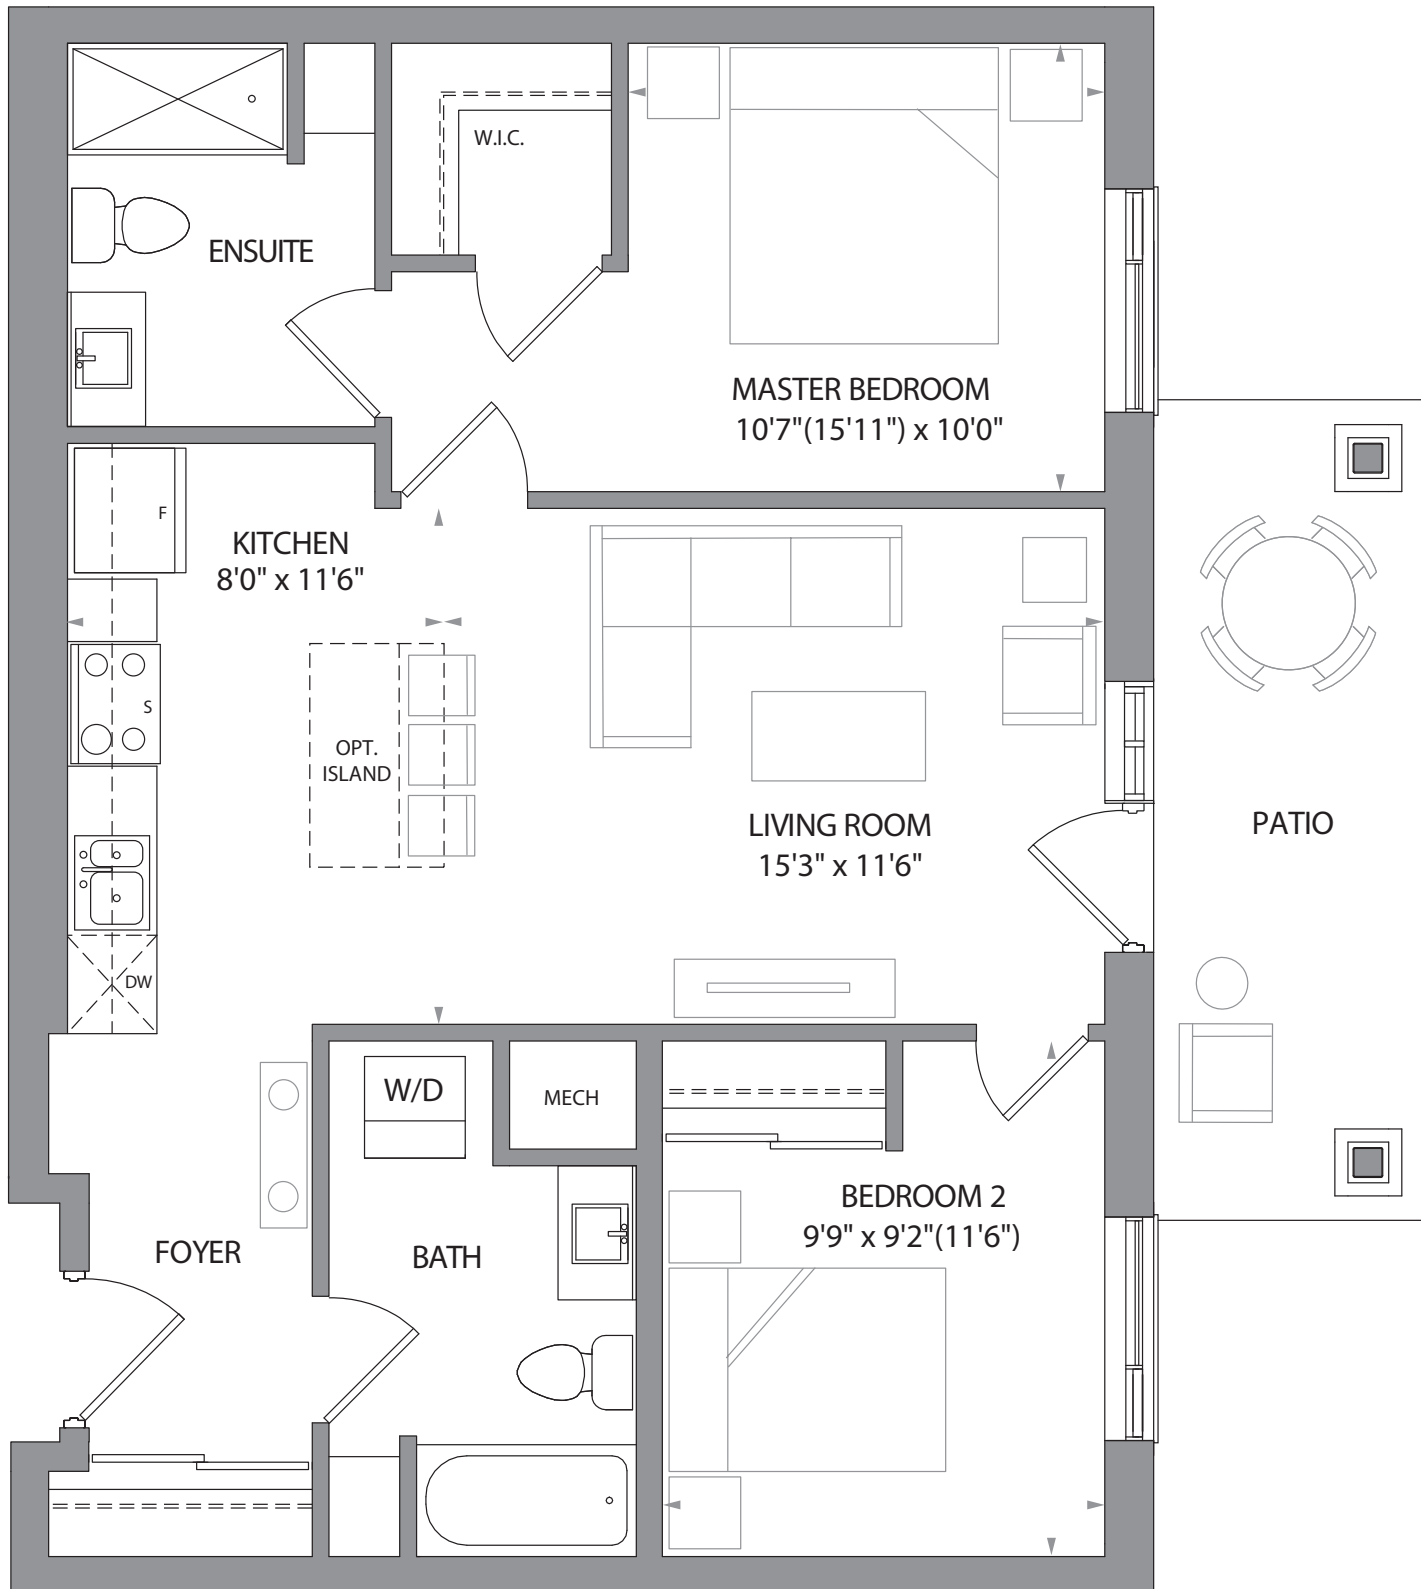 W.I.C.
ENSUITE
MASTER BEDROOM
10'7"(15'11") x 10'0"
F
KITCHEN
8'0" x 11'6"
S
OPT.
ISLAND
LIVING ROOM
15'3" x 11'6"
PATIO
DW
W/D
MECH
BEDROOM 2
9'9" x 9'2"(11'6")
FOYER
BATH